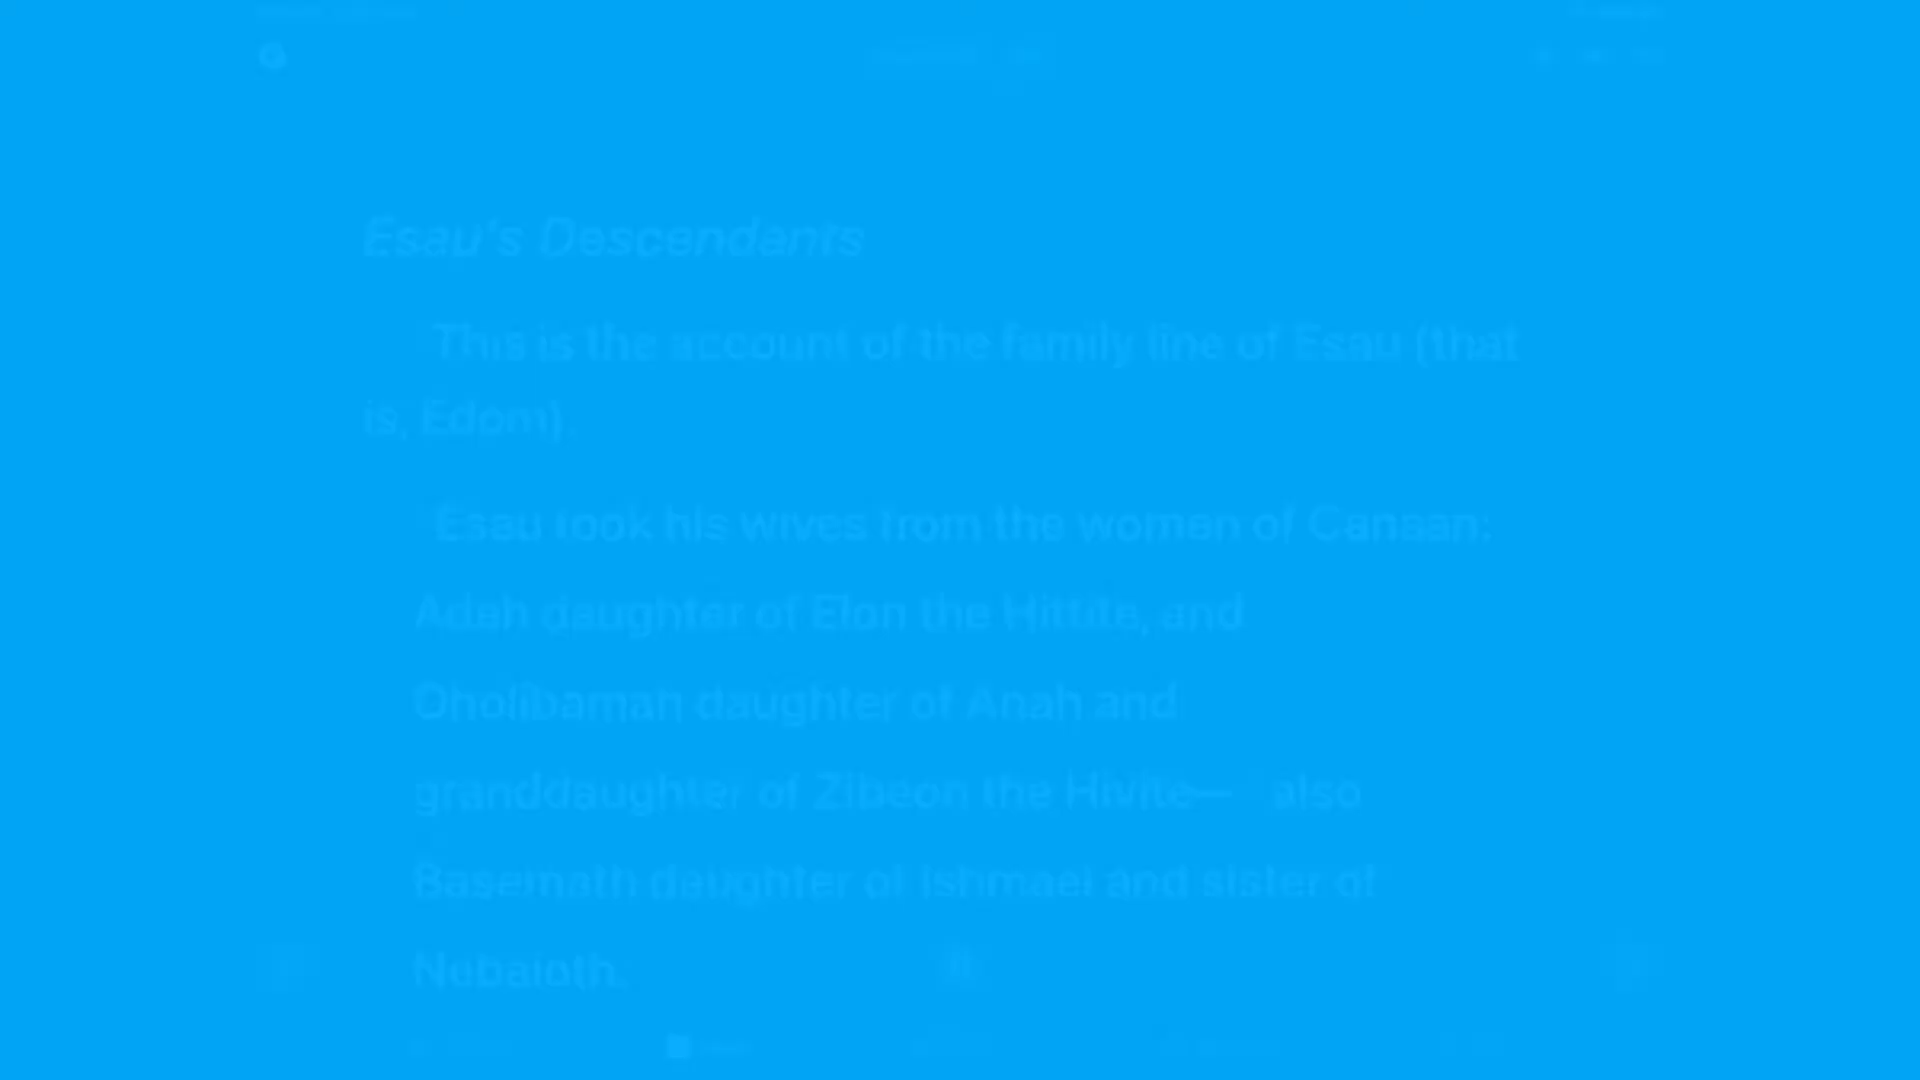 Esau's Descendants
This is the account of the family line of Esau (that
is, Edom).
Esau took his wives from the women of Canaan:
Adah daughter of Elon the Hittite, and
Oholibamah daughter of Anah and
granddaughter of Zibeon the Hivite— also
Basemath daughter of Ishmael and sister of
Nebaioth.